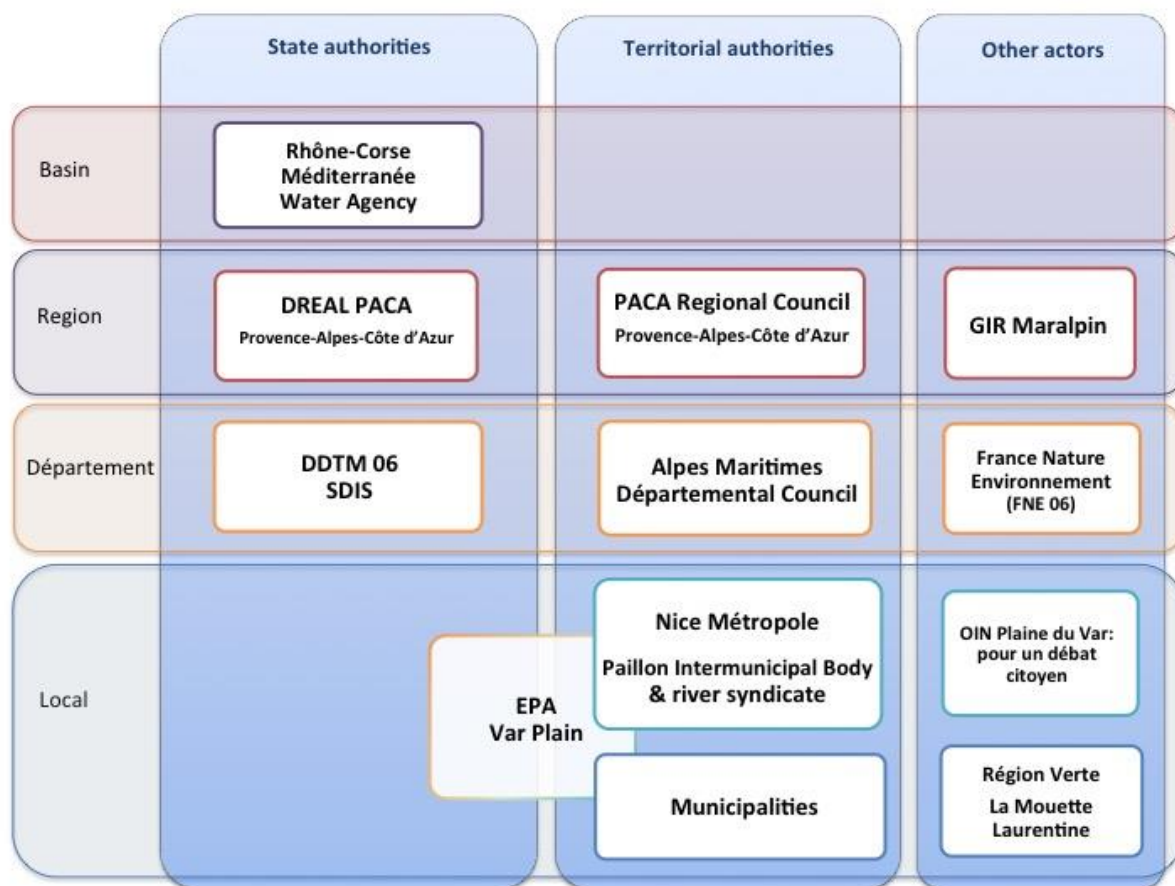 State authorities
Territorial authorities
Other actors
Basin
Rhône-Corse
Méditerranée
Water Agency
Region
DREAL PACA
Provence-Alpes-Côte d’Azur
PACA Regional Council
Provence-Alpes-Côte d’Azur
GIR Maralpin
Département
DDTM 06
SDIS
Alpes Maritimes
Départemental Council
France Nature
Environnement
(FNE 06)
Local
EPA
Var Plain
Nice Métropole
Paillon Intermunicipal Body
& river syndicate
Municipalities
OIN Plaine du Var:
pour un débat
citoyen
Région Verte
La Mouette
Laurentine